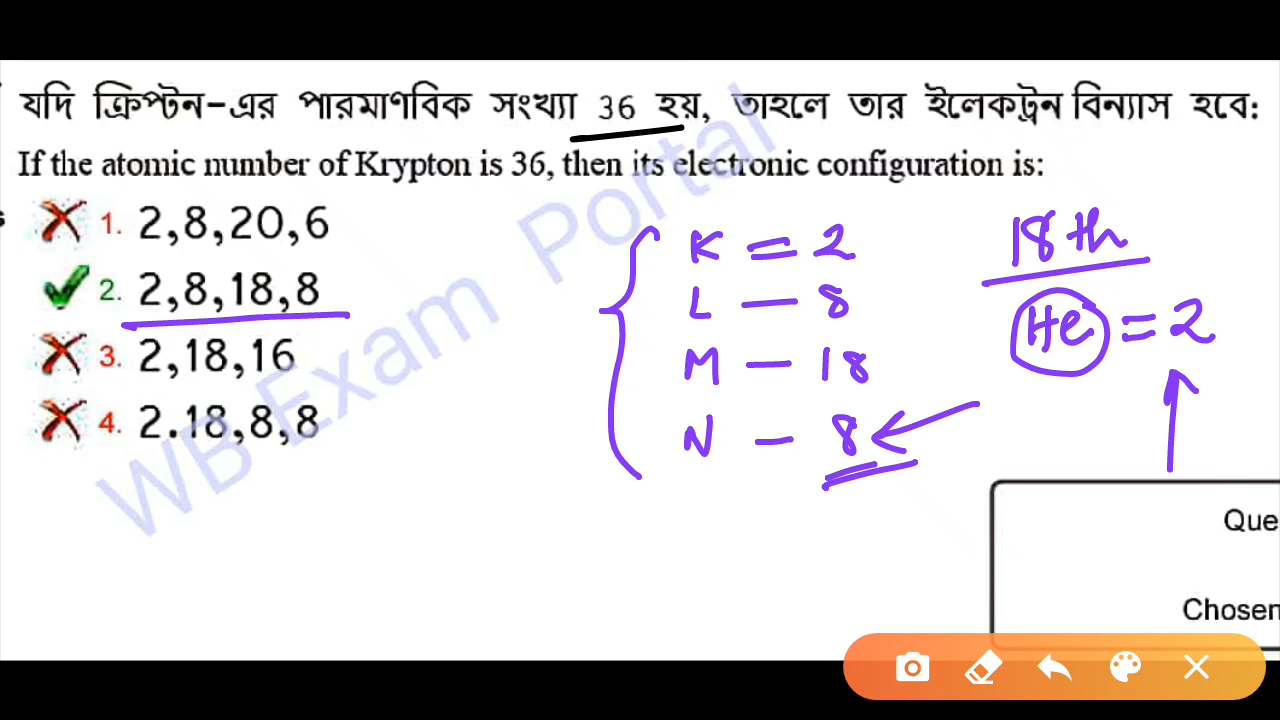 যদি ক্রিপ্টন-এর পারমাণবিক সংখ্যা 36 হয়, তাহলে তার ইলেকট্রন বিন্যাস হবে:
If the atomic number of Krypton is 36, then its electronic configuration is:
1. 2,8,20,6
2. 2,8,18,8
3. 2,18,16
4. 2.18,8,8
K = 2
L — 8
M — 18
N — 8
18th
He = 2
WB Exam Portal
Que
Chosen